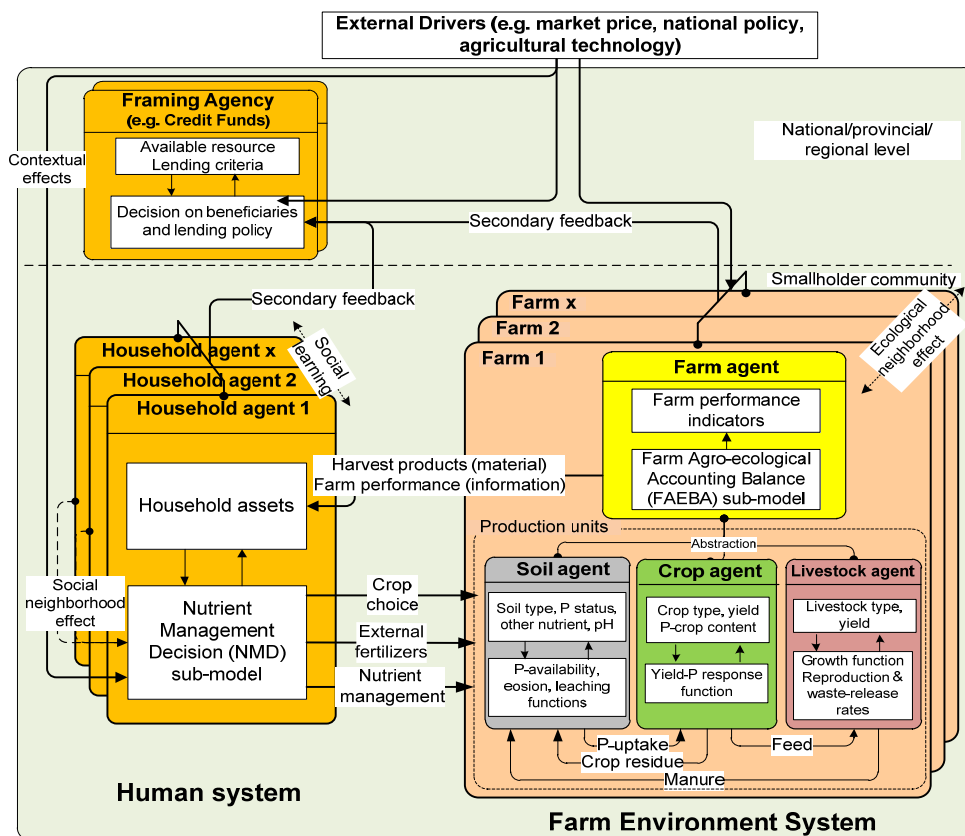 External Drivers (e.g. market price, national policy,
agricultural technology)
Framing Agency
(e.g. Credit Funds)
Available resource
Lending criteria
Decision on beneficiaries
and lending policy
Contextual
effects
National/provincial/
regional level
Secondary feedback
Secondary feedback
Smallholder community
Ecological
neighborhood
effect
Social
learning
Household agent x
Household agent 2
Household agent 1
Household assets
Nutrient
Management
Decision (NMD)
sub-model
Social
neighborhood
effect
Harvest products (material)
Farm performance (information)
Crop
choice
External
fertilizers
Nutrient
management
Human system
Farm x
Farm 2
Farm 1
Farm agent
Farm performance
indicators
Farm Agro-ecological
Accounting Balance
(FAEBA) sub-model
Production units
Abstraction
Soil agent
Soil type, P status,
other nutrient, pH
P-availability,
eosion, leaching
functions
Crop agent
Crop type, yield
P-crop content
Yield-P response
function
Livestock agent
Livestock type,
yield
Growth function
Reproduction &
waste-release
rates
P-uptake
Crop residue
Feed
Manure
Farm Environment System